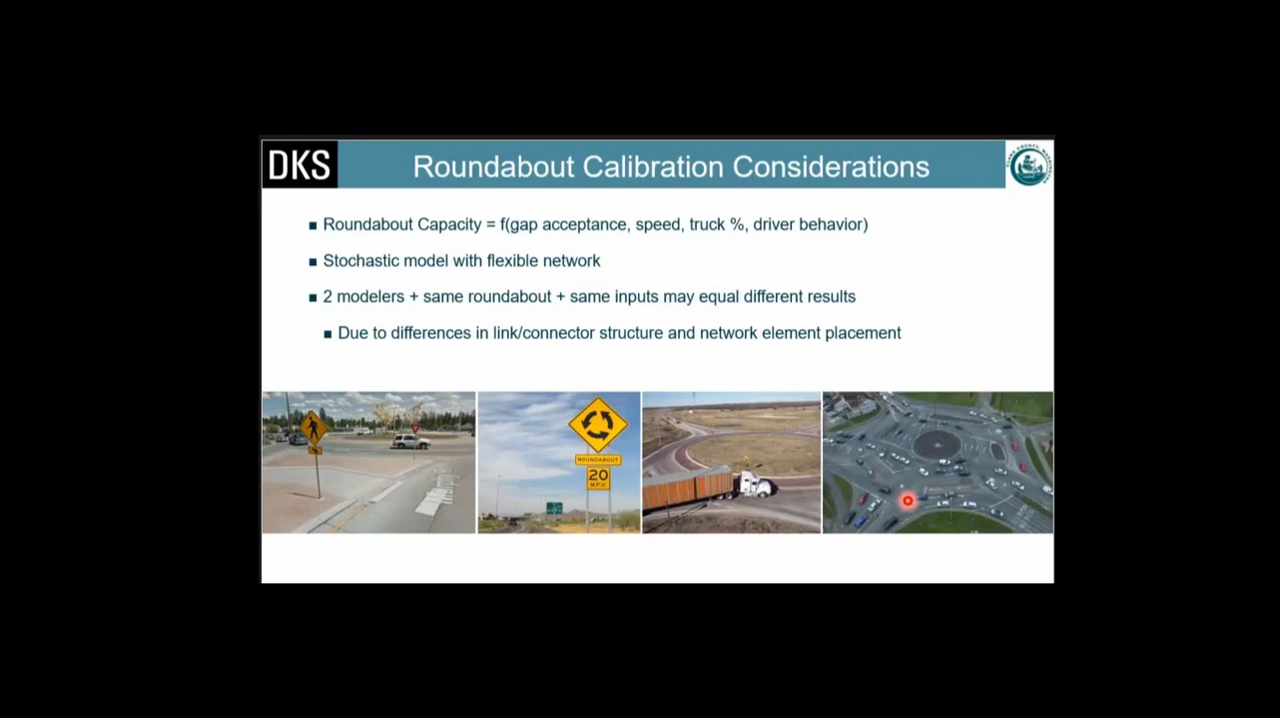 DKS
Roundabout Calibration Considerations
Roundabout Capacity = f(gap acceptance, speed, truck %, driver behavior)
Stochastic model with flexible network
2 modelers + same roundabout + same inputs may equal different results
Due to differences in link/connector structure and network element placement
ROUNDABOUT
20
M.P.H.